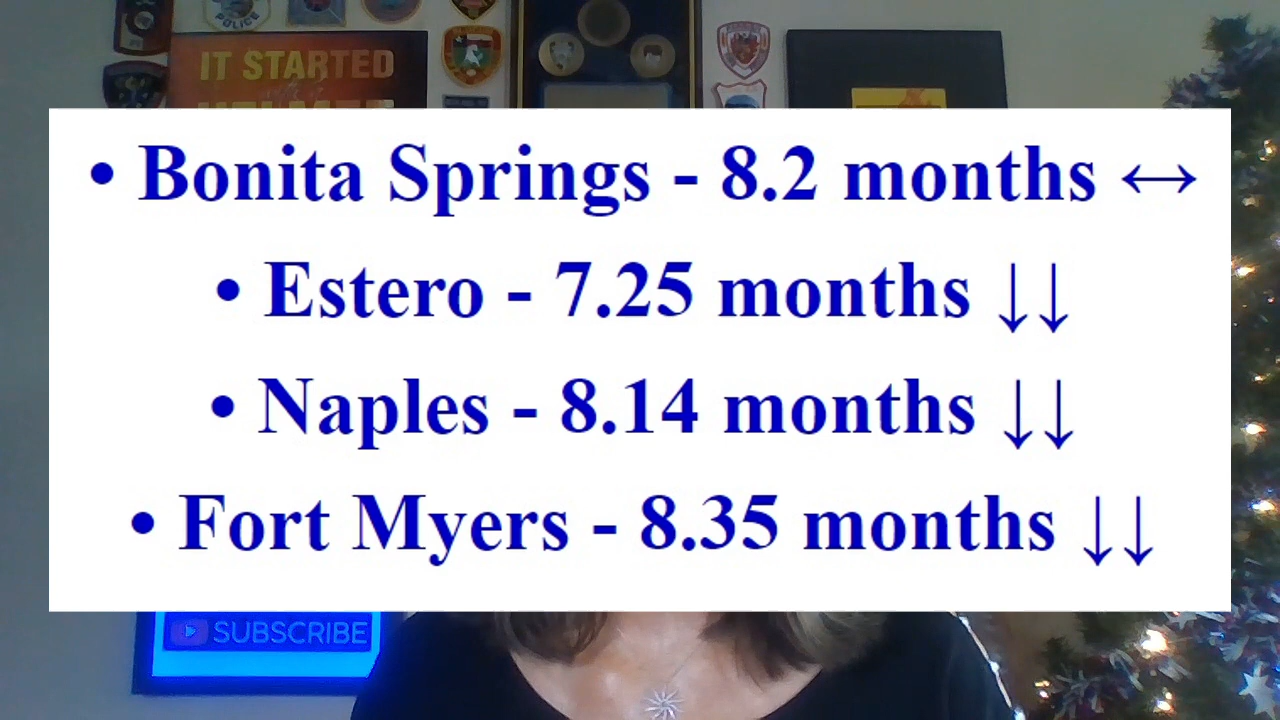 POLICE
IT STARTED
• Bonita Springs - 8.2 months ↔
• Estero - 7.25 months ↓↓
• Naples - 8.14 months ↓↓
• Fort Myers - 8.35 months ↓↓
SUBSCRIBE